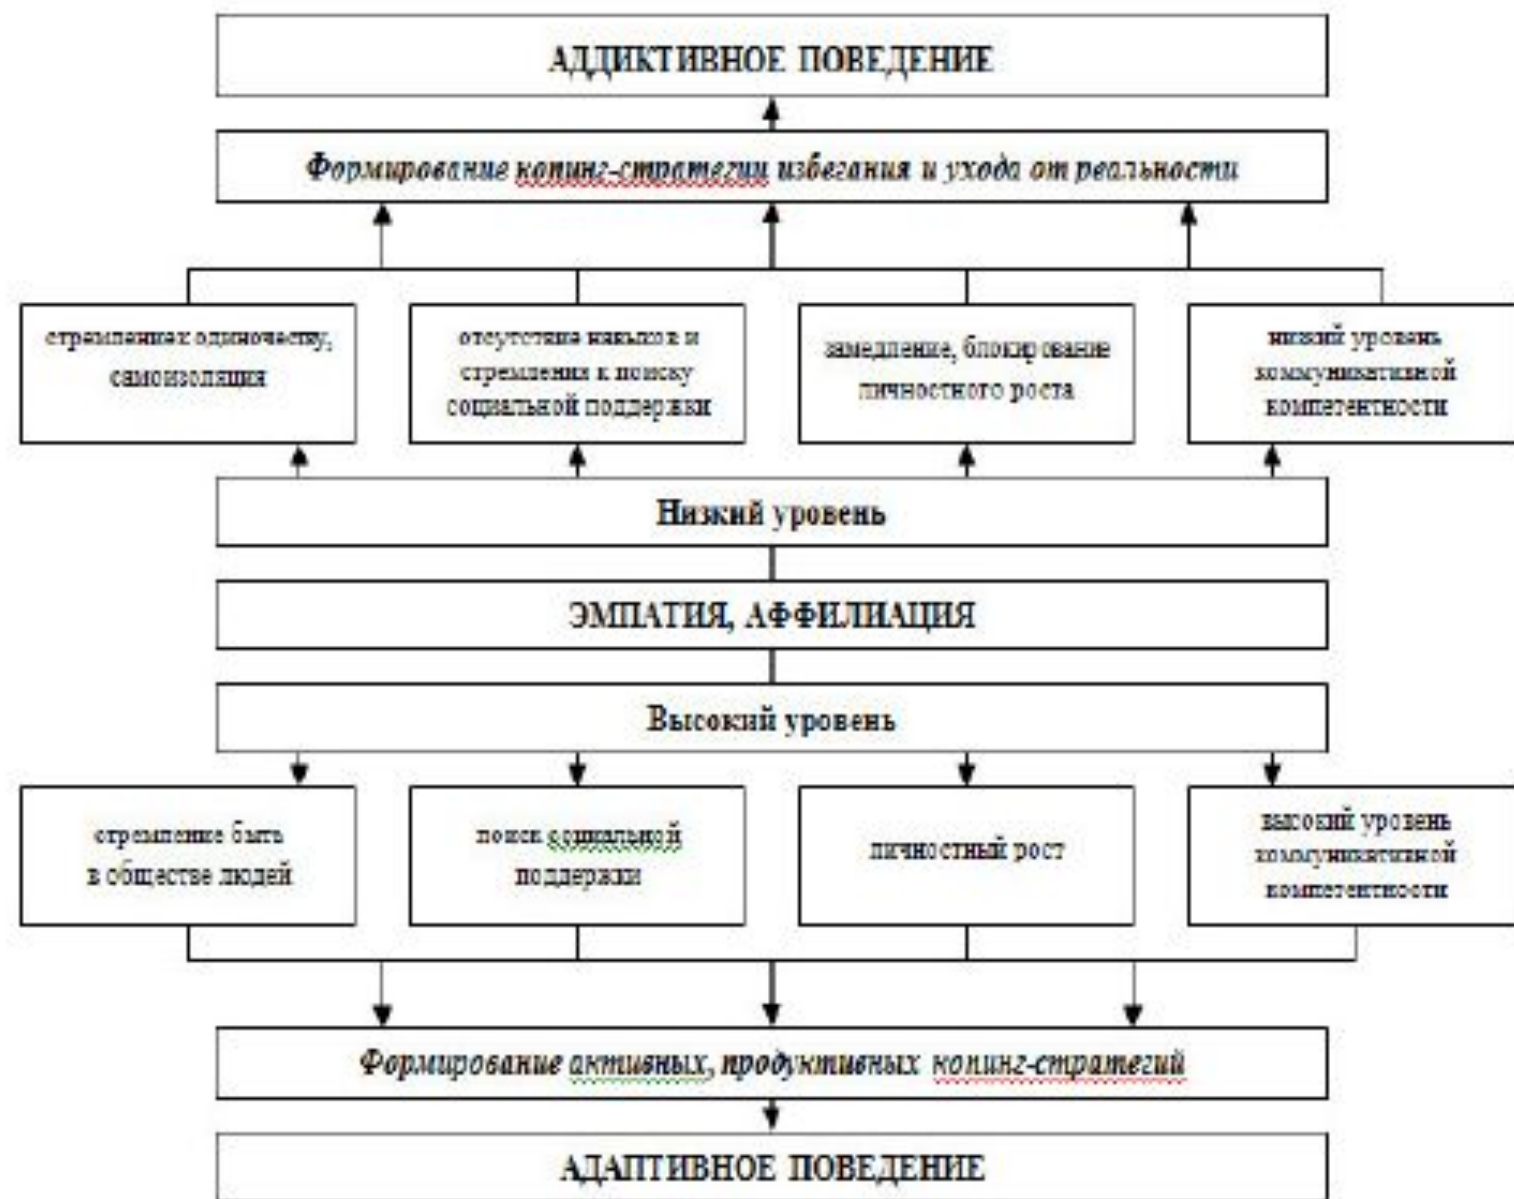 АДДИКТИВНОЕ ПОВЕДЕНИЕ
Формирование копинг-стратегии избегания и ухода от реальности
стремление к одиночеству,
самоизоляция
отсутствие навыков и
стремления к поиску
социальной поддержки
замедление, блокирование
личностного роста
низкий уровень
коммуникативной
компетентности
Низкий уровень
ЭМПАТИЯ, АФФИЛИАЦИЯ
Высокий уровень
стремление быть
в обществе людей
поиск социальной
поддержки
личностный рост
высокий уровень
коммуникативной
компетентности
Формирование активных, продуктивных копинг-стратегий
АДАПТИВНОЕ ПОВЕДЕНИЕ